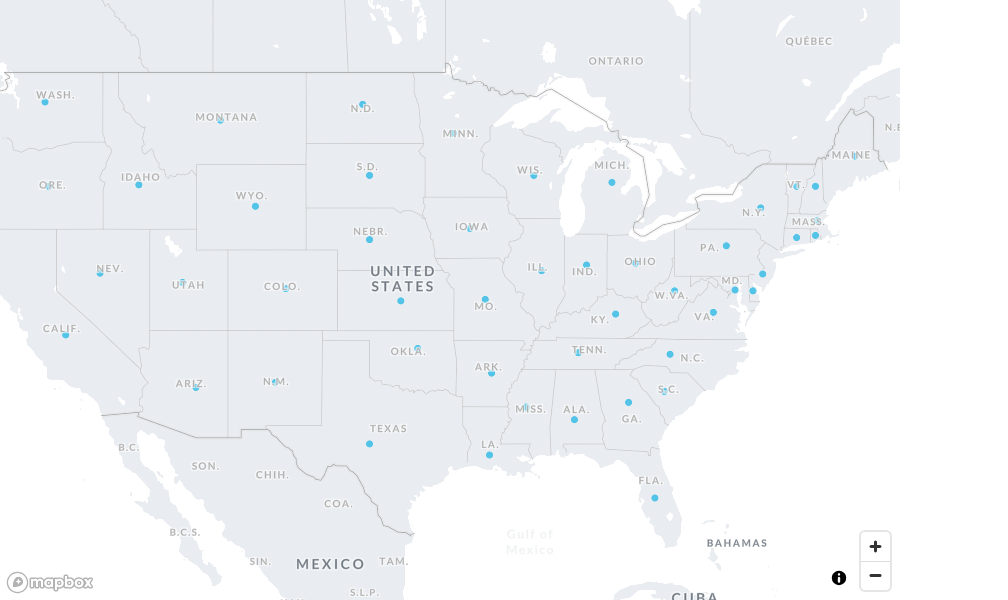 QUÉBEC
ONTARIO
WASH.
N.D.
MONTANA
MINN.
N.B
MAINE
MICH.
S.D.
WIS.
IDAHO
ORE.
VT.
WYO.
N.Y.
MASS.
IOWA
NEBR.
PA.
OHIO
NEV.
ILL.
IND.
UNITED
STATES
UTAH
COLO.
MD.
W.VA.
MO.
VA.
KY.
CALIF.
OKLA.
TENN.
N.C.
ARK.
ARIZ.
N.M.
S.C.
MISS.
ALA.
GA.
TEXAS
LA.
B.C.
SON.
CHIH.
FLA.
COA.
B.C.S.
Gulf of
Mexico
BAHAMAS
SIN.
MEXICO
TAM.
mapbox
S.L.P.
CUBA